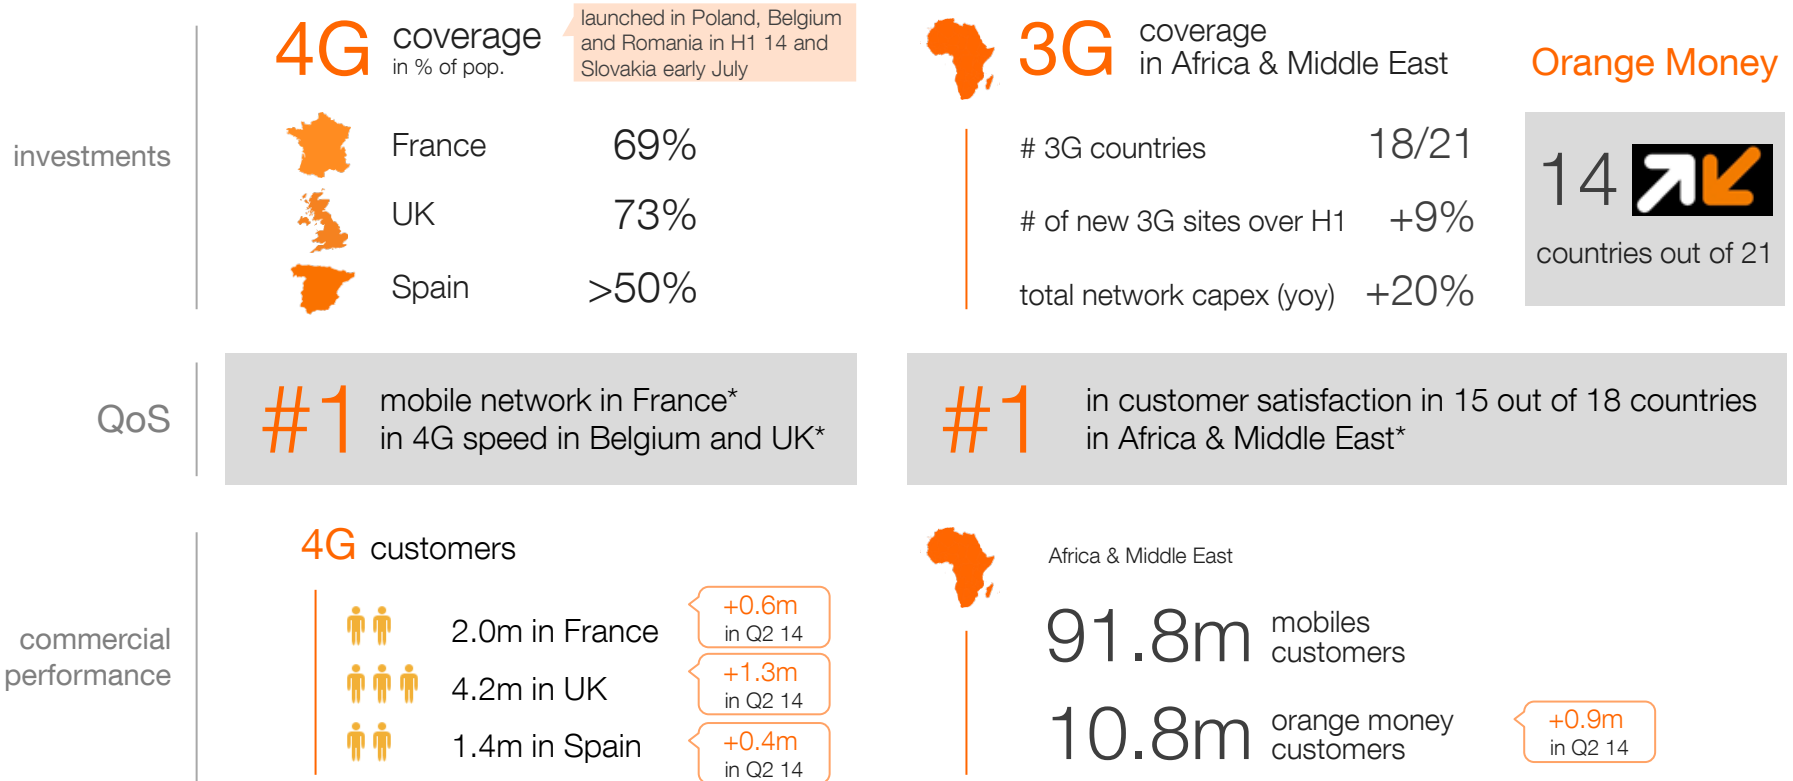 investments
4G coverage
in % of pop.
launched in Poland, Belgium
and Romania in H1 14 and
Slovakia early July
France 69%
UK 73%
Spain >50%
3G coverage
in Africa & Middle East
# 3G countries 18/21
# of new 3G sites over H1 +9%
total network capex (yoy) +20%
Orange Money
14
countries out of 21
QoS
#1 mobile network in France*
in 4G speed in Belgium and UK*
#1 in customer satisfaction in 15 out of 18 countries
in Africa & Middle East*
commercial
performance
4G customers
2.0m in France
+0.6m
in Q2 14
4.2m in UK
+1.3m
in Q2 14
1.4m in Spain
+0.4m
in Q2 14
Africa & Middle East
91.8m mobiles
customers
10.8m orange money
customers
+0.9m
in Q2 14